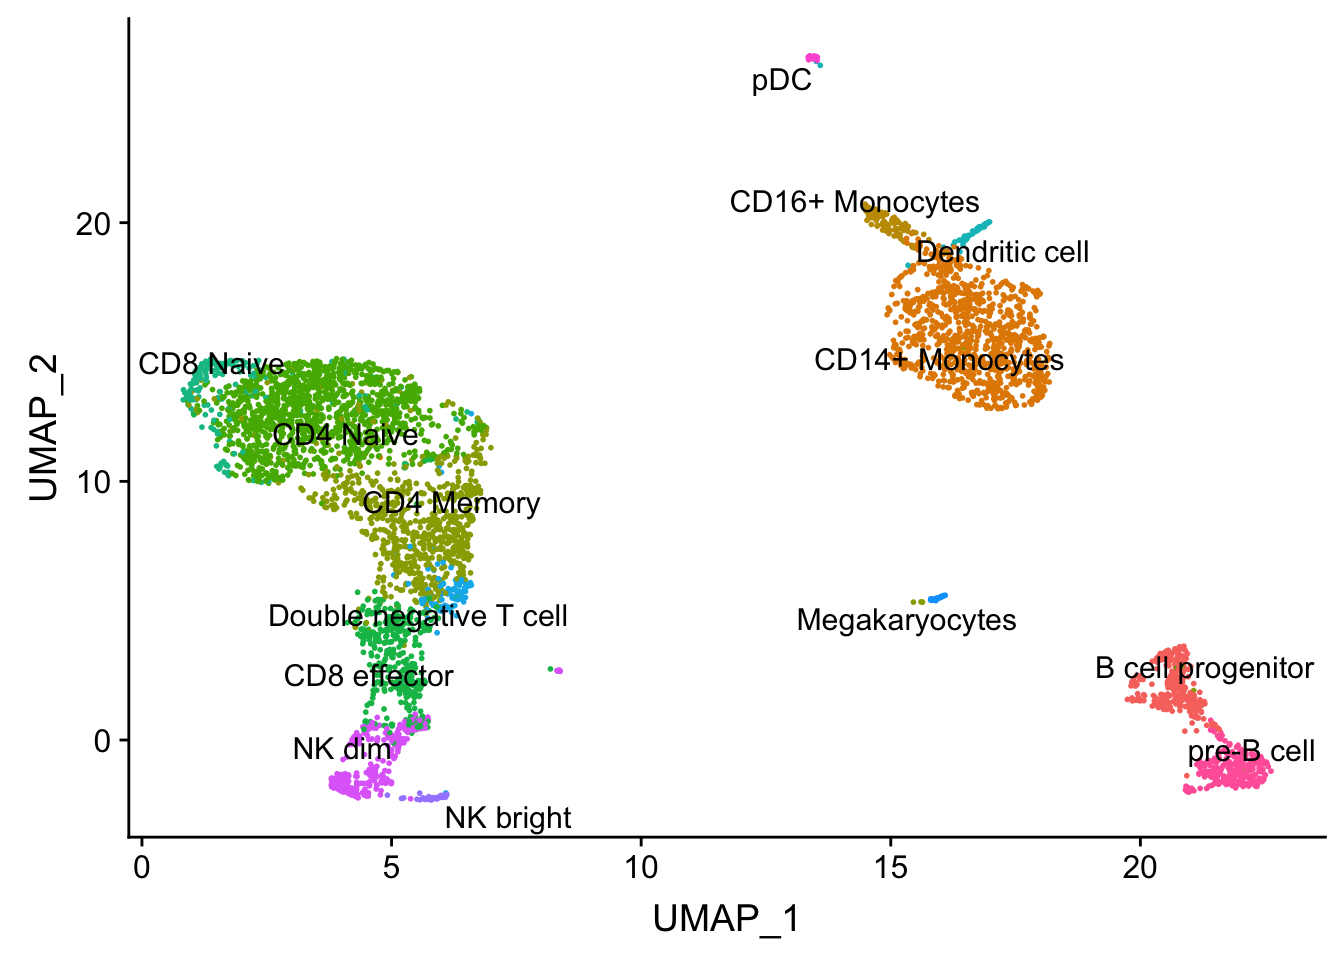 pDC
CD16+ Monocytes
20
Dendritic cell
UMAP_2
CD8 Naive
CD14+ Monocytes
CD4 Naive
10
CD4 Memory
Double negative T cell
Megakaryocytes
CD8 effector
B cell progenitor
0
NK dim
pre-B cell
NK bright
0
5
10
15
20
UMAP_1